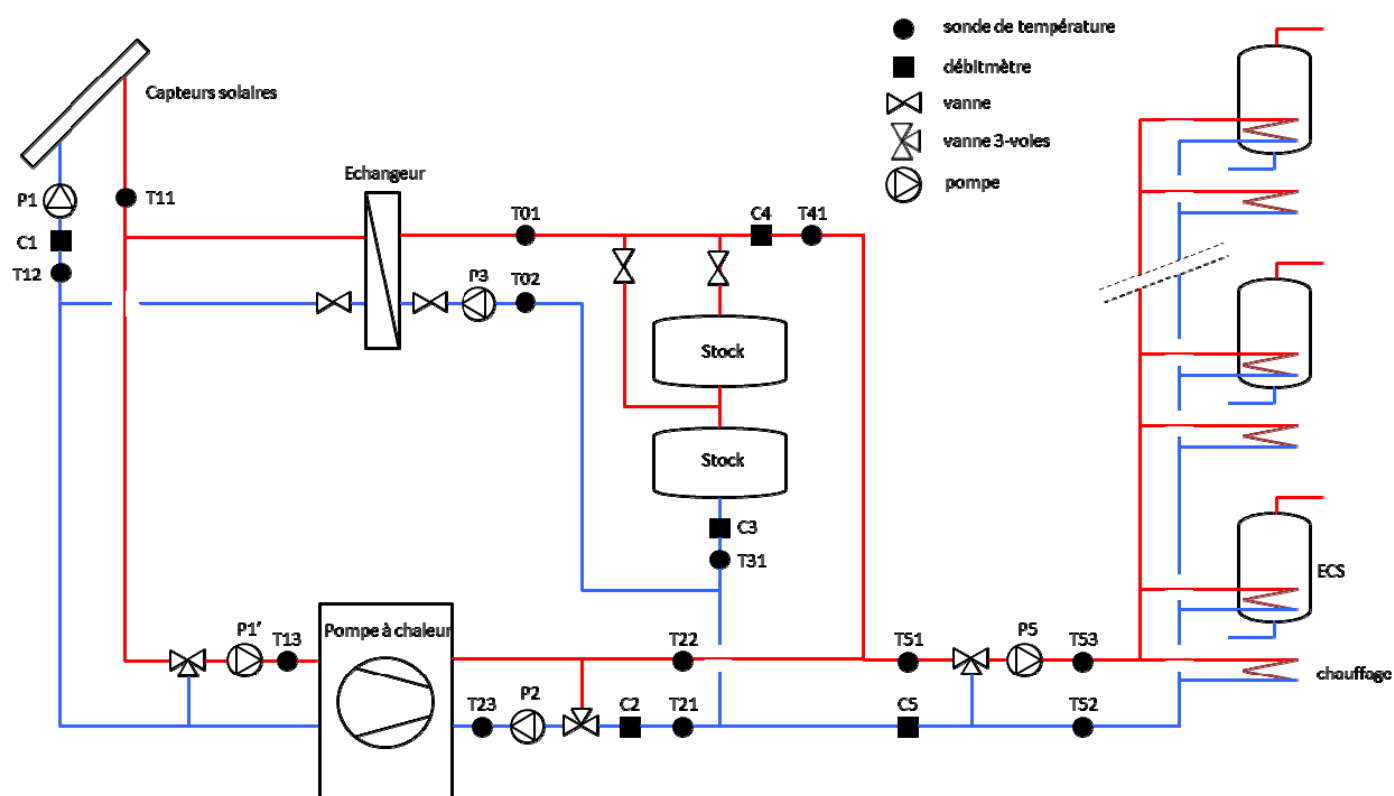 sonde de température
débitmètre
vanne
vanne 3-voies
pompe
Capteurs solaires
P1
T11
C1
T12
Echangeur
T01
C4
T41
P3
T02
Stock
Stock
C3
T31
ECS
P1’
T13
Pompe à chaleur
T22
T51
P5
T53
chauffage
T23
P2
C2
T21
C5
T52